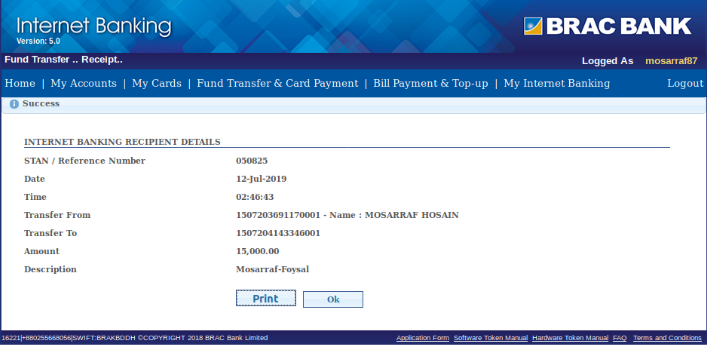 Internet Banking
Version: 5.0
BRAC BANK
Fund Transfer .. Receipt..
Logged As mosarraf87
Home | My Accounts | My Cards | Fund Transfer & Card Payment | Bill Payment & Top-up | My Internet Banking Logout
Success
INTERNET BANKING RECIPIENT DETAILS
STAN / Reference Number 050825
Date 12-Jul-2019
Time 02:46:43
Transfer From 1507203691170001 - Name : MOSARRAF HOSAIN
Transfer To 1507204143346001
Amount 15,000.00
Description Mosarraf-Foysal
Print Ok
16221|+880255668056|SWIFT:BRAKBDDH ©COPYRIGHT 2018 BRAC Bank Limited Application Form Software Token Manual Hardware Token Manual FAQ Terms and Conditions